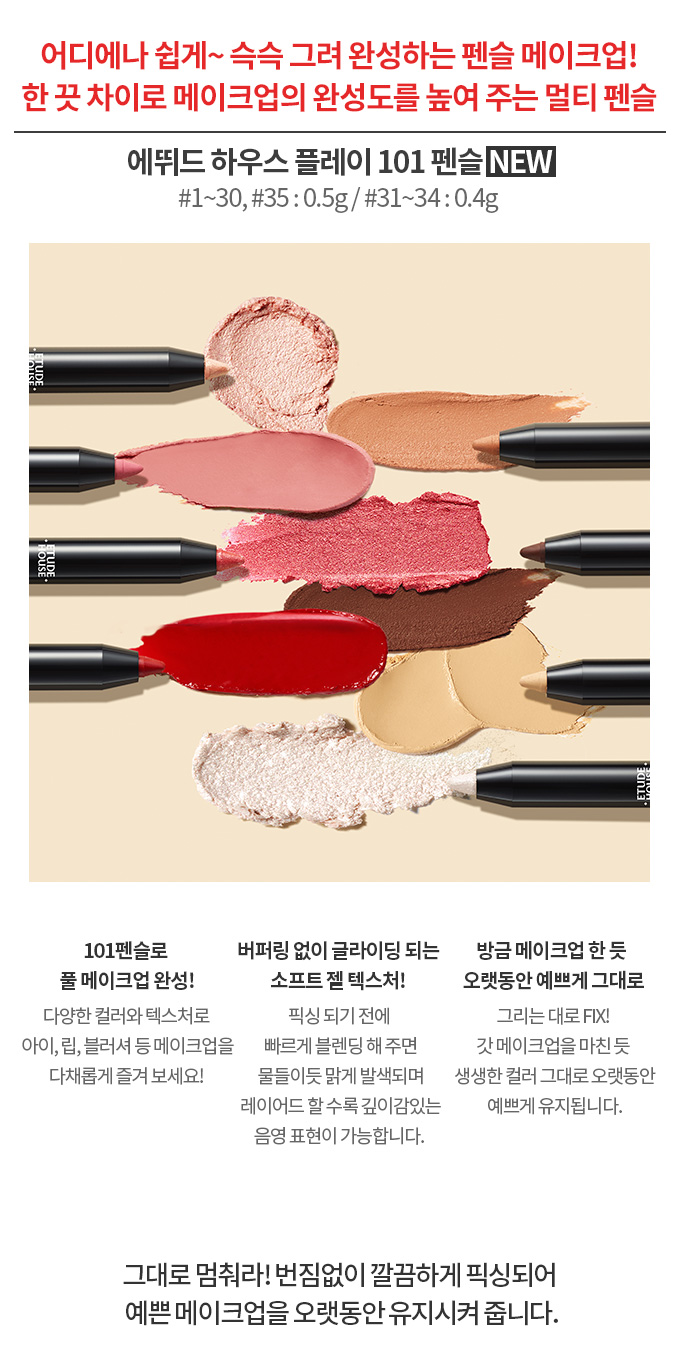 어디에나 쉽게~ 슥슥 그려 완성하는 펜슬 메이크업!
한 끗 차이로 메이크업의 완성도를 높여 주는 멀티 펜슬
에뛰드 하우스 플레이 101 펜슬 NEW
#1~30, #35 : 0.5g / #31~34 : 0.4g
ETUDE
HOUSE
ETUDE
HOUSE
ETUDE
HOUSE
101펜슬로
풀 메이크업 완성!
다양한 컬러와 텍스처로
아이, 립, 블러셔 등 메이크업을
다채롭게 즐겨 보세요!
버퍼링 없이 글라이딩 되는
소프트 젤 텍스처!
픽싱 되기 전에
빠르게 블렌딩 해 주면
물들이듯 맑게 발색되며
레이어드 할 수록 깊이감있는
음영 표현이 가능합니다.
방금 메이크업 한 듯
오랫동안 예쁘게 그대로
그리는 대로 FIX!
갓 메이크업을 마친 듯
생생한 컬러 그대로 오랫동안
예쁘게 유지됩니다.
그대로 멈춰라! 번짐없이 깔끔하게 픽싱되어
예쁜 메이크업을 오랫동안 유지시켜 줍니다.